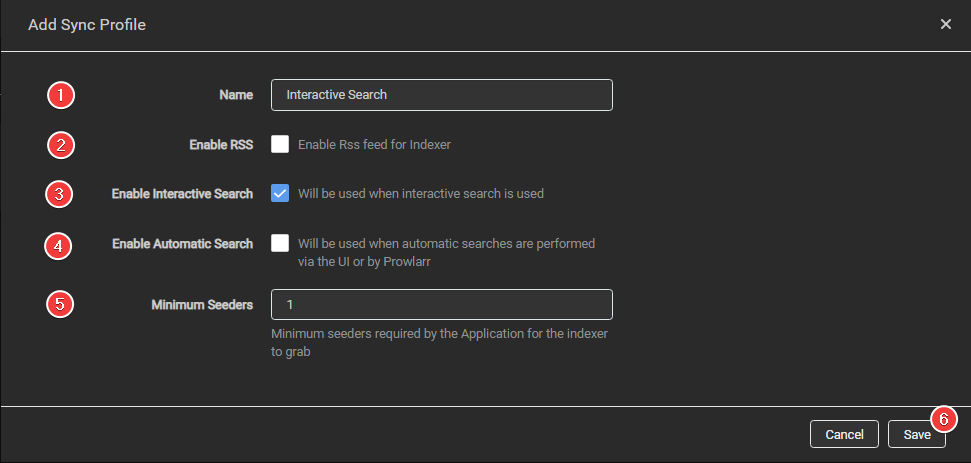 Add Sync Profile
1 Name Interactive Search
2 Enable RSS Enable Rss feed for Indexer
3 Enable Interactive Search Will be used when interactive search is used
4 Enable Automatic Search Will be used when automatic searches are performed
via the UI or by Prowlarr
5 Minimum Seeders 1
Minimum seeders required by the Application for the indexer
to grab
6
Cancel Save